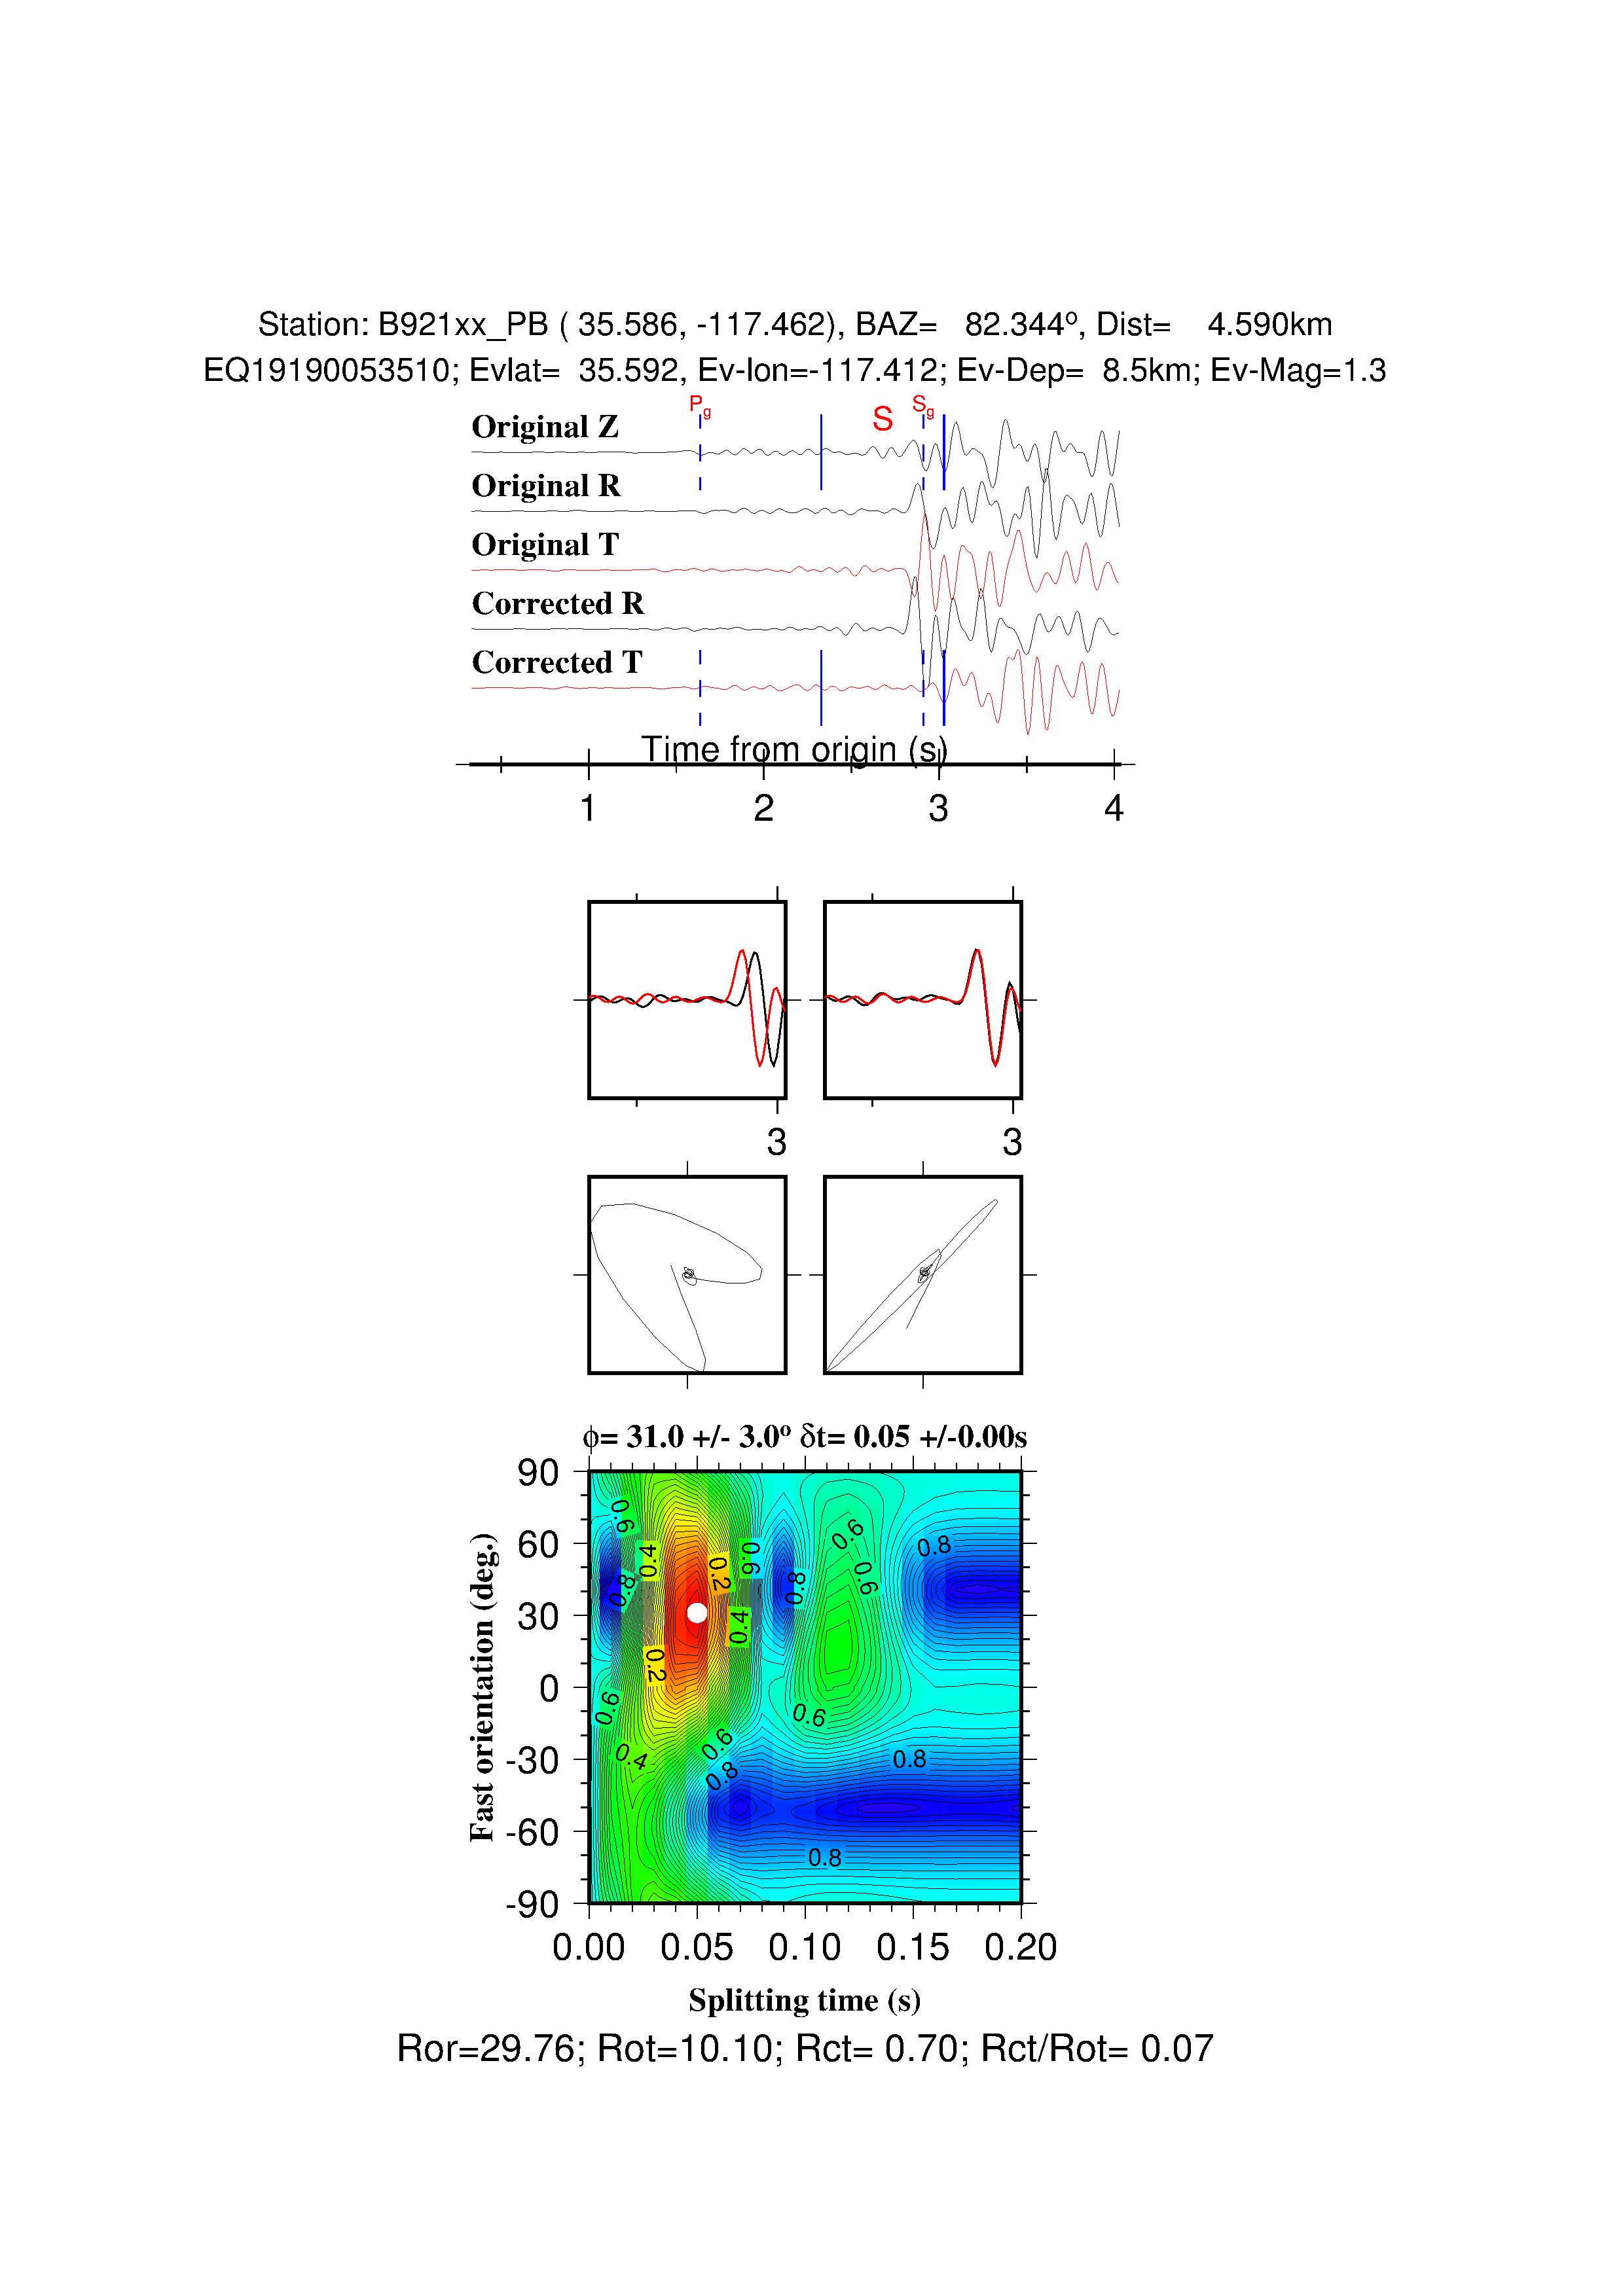 Station: B921xx_PB ( 35.586, -117.462), BAZ= 82.344º, Dist= 4.590km
EQ19190053510; Evlat= 35.592, Ev-lon=-117.412; Ev-Dep= 8.5km; Ev-Mag=1.3
Pg S Sg
Original Z
Original R
Original T
Corrected R
Corrected T
Time from origin (s)
1 2 3 4
3 3
ϕ= 31.0 +/- 3.0º δt= 0.05 +/-0.00s
Fast orientation (deg.)
90
60
30
0
-30
-60
-90
0.6 0.4 0.8 0.2 0.6 0.8 0.6 0.6 0.8
0.2 0.4
0.6 0.6
0.4 0.6 0.8 0.8
0.8
0.00 0.05 0.10 0.15 0.20
Splitting time (s)
Ror=29.76; Rot=10.10; Rct= 0.70; Rct/Rot= 0.07